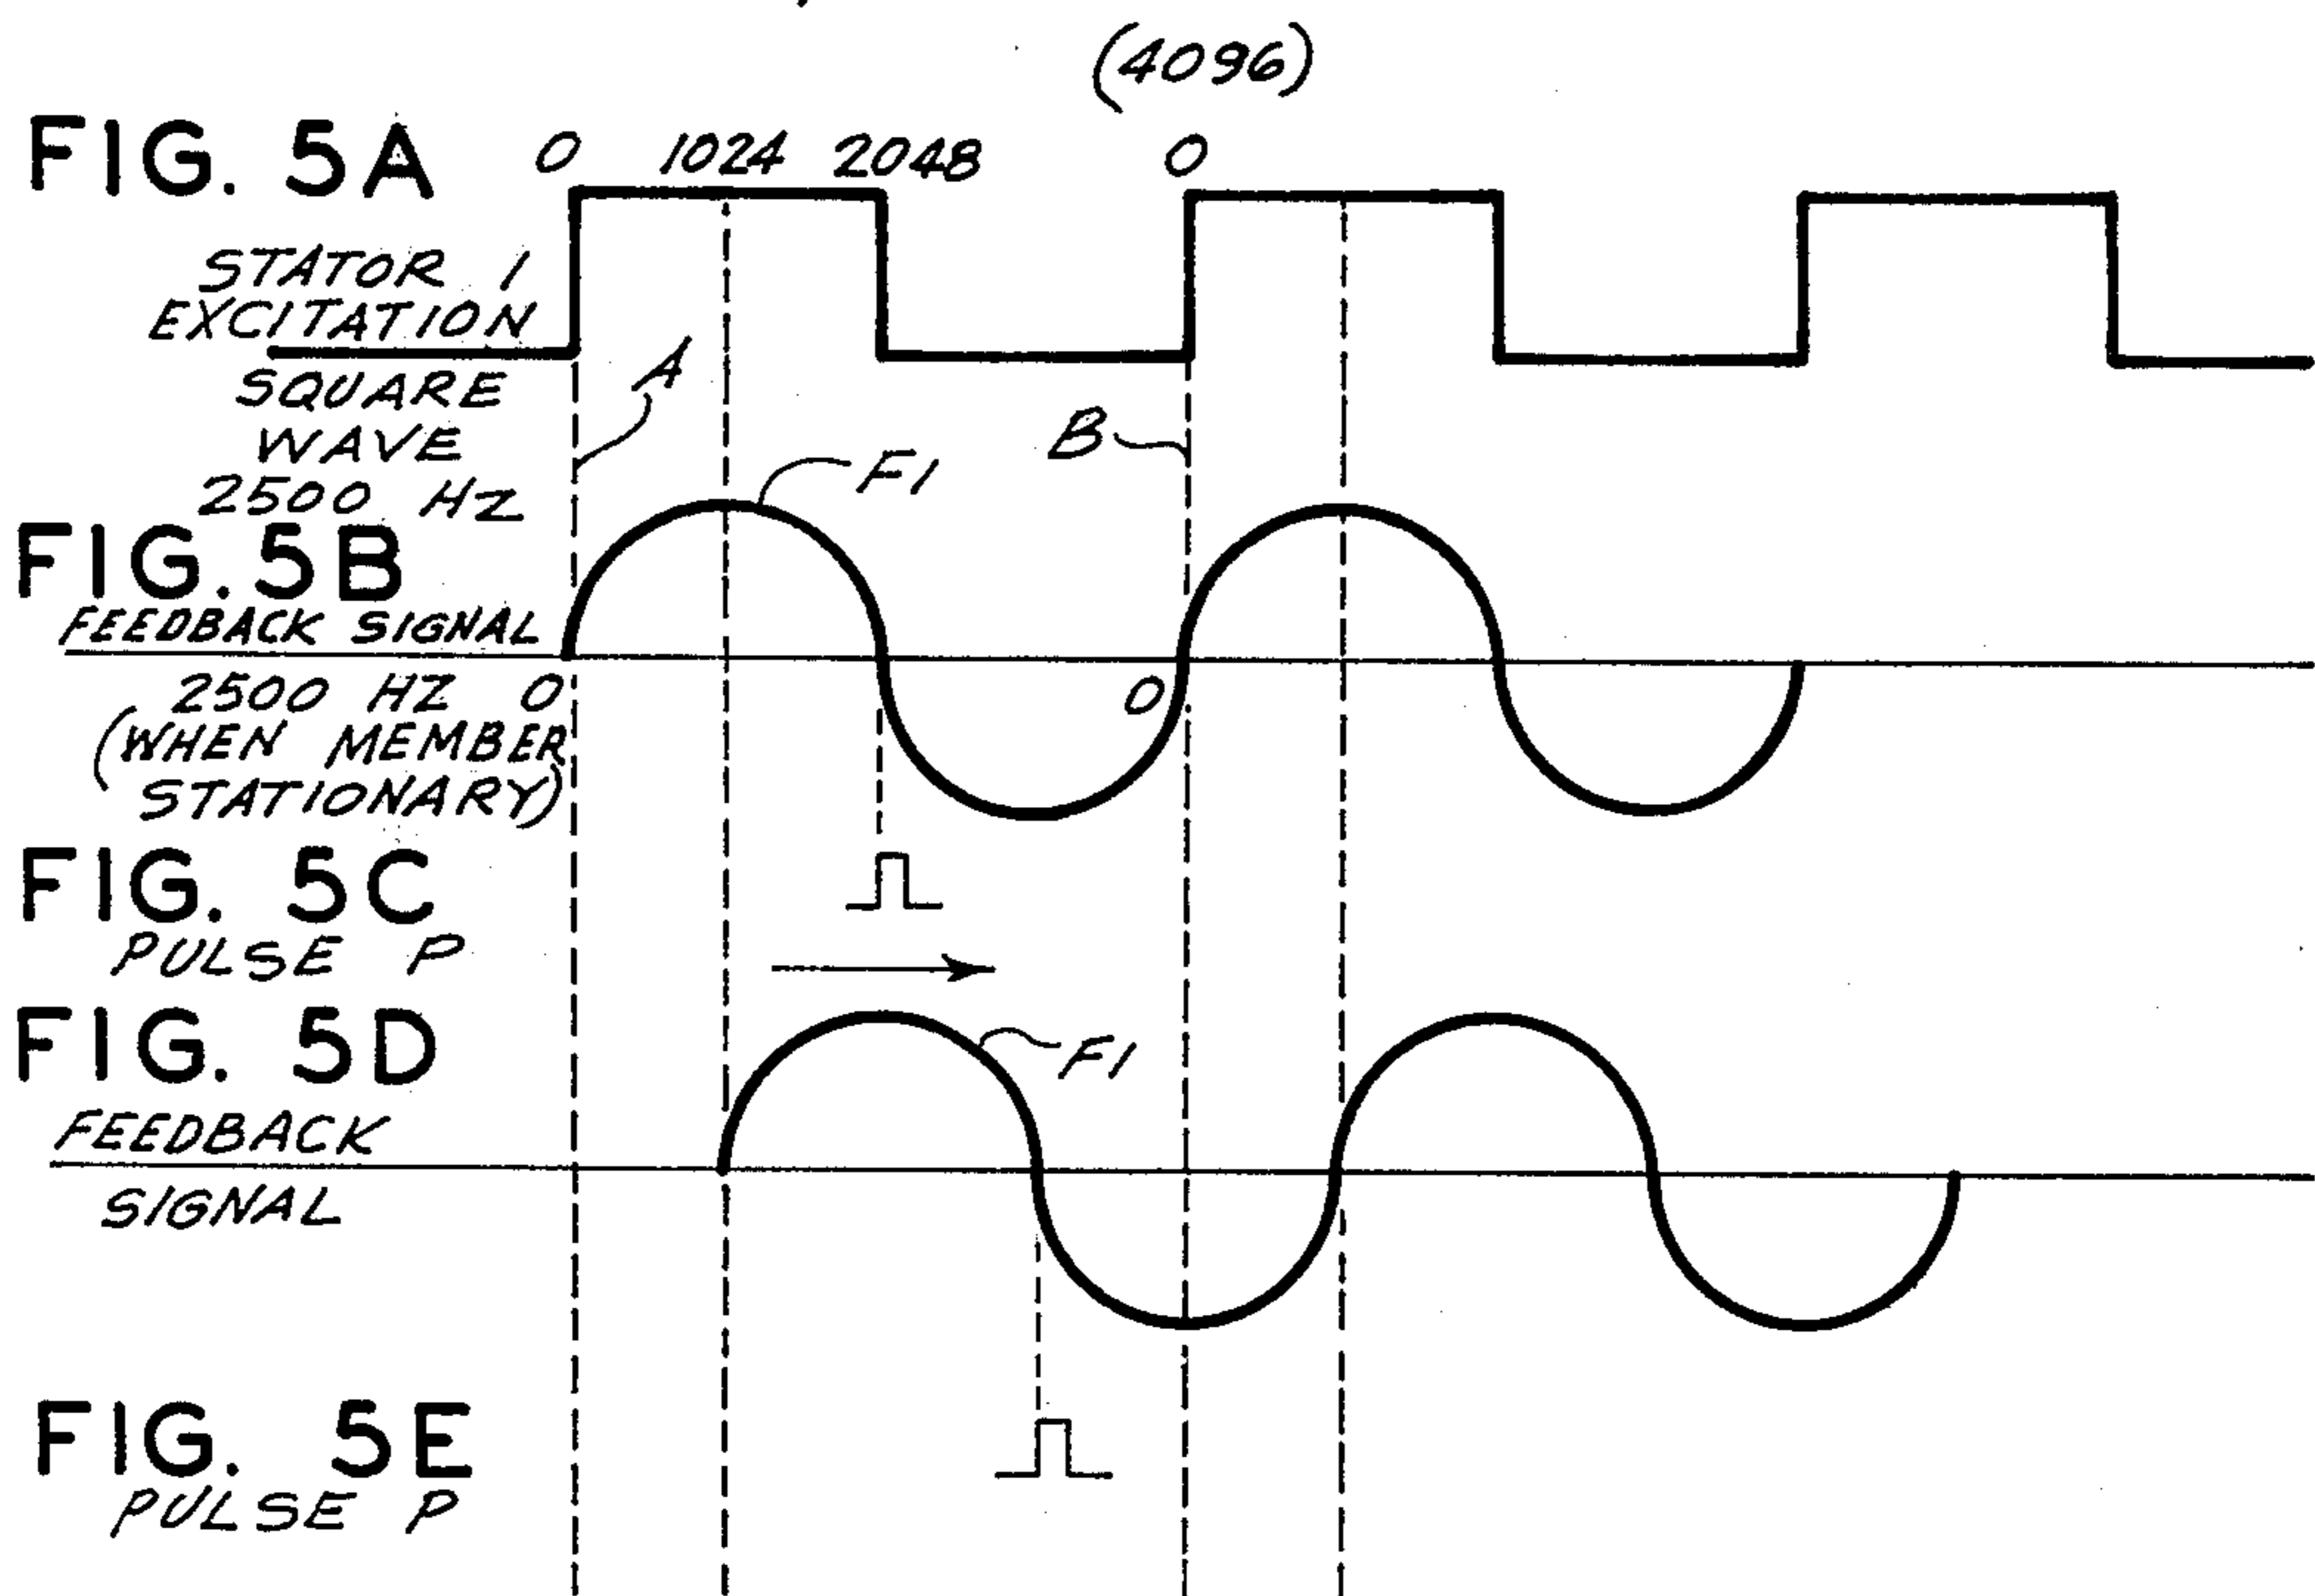 (4096)
FIG. 5A
0 1024 2048 0
STATOR 1
EXCITATION
SQUARE
WAVE
2500 HZ
A
B
F1
FIG. 5B
FEEDBACK SIGNAL
2500 HZ 0
0
(WHEN MEMBER
STATIONARY)
FIG. 5C
PULSE P
FIG. 5D
F1
FEEDBACK
SIGNAL
FIG. 5E
PULSE P